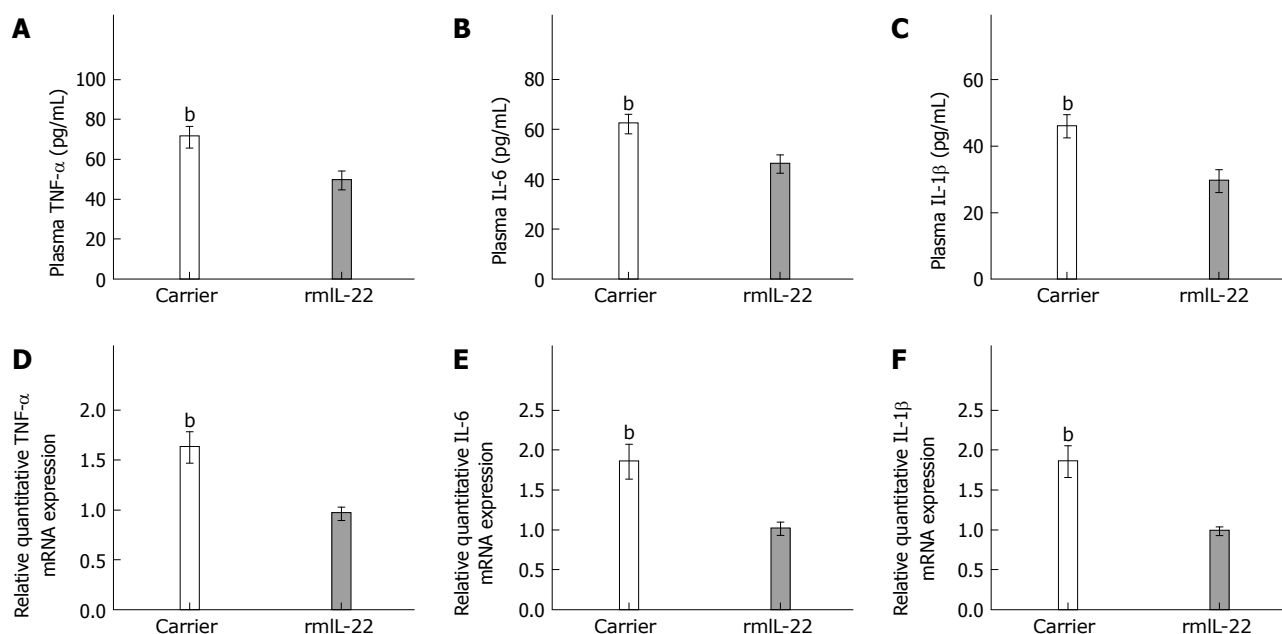 A
Plasma TNF-α (pg/mL)
100
80
60
40
20
0
b
Carrier
rmIL-22
B
Plasma IL-6 (pg/mL)
80
60
40
20
0
b
Carrier
rmIL-22
C
Plasma IL-1β (pg/mL)
60
40
20
0
b
Carrier
rmIL-22
D
Relative quantitative TNF-α
mRNA expression
2.0
1.5
1.0
0.5
0.0
b
Carrier
rmIL-22
E
Relative quantitative IL-6
mRNA expression
2.5
2.0
1.5
1.0
0.5
0.0
b
Carrier
rmIL-22
F
Relative quantitative IL-1β
mRNA expression
2.5
2.0
1.5
1.0
0.5
0.0
b
Carrier
rmIL-22